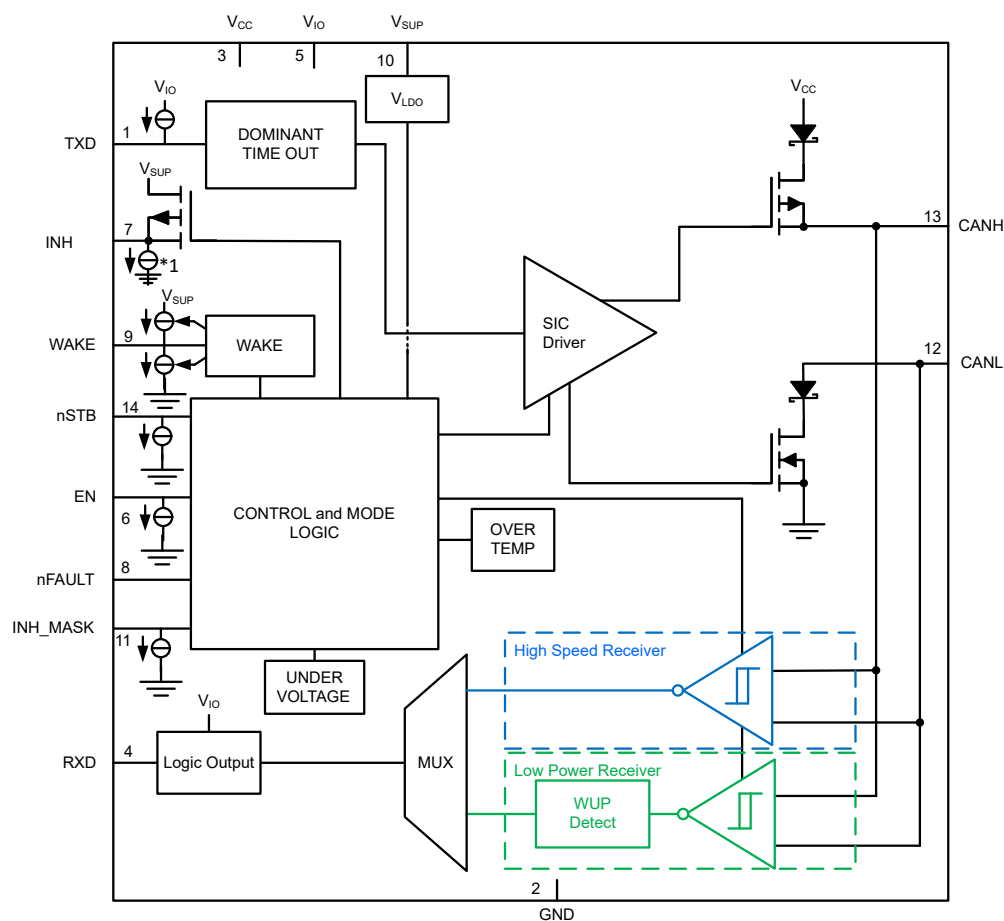 VCC
VIO
VSUP
3
5
10
VLDO
VIO
VCC
1
TXD
DOMINANT
TIME OUT
VSUP
7
INH
*1
13
CANH
VSUP
9
WAKE
WAKE
SIC
Driver
12
CANL
14
nSTB
EN
6
CONTROL and MODE
LOGIC
OVER
TEMP
8
nFAULT
INH_MASK
11
High Speed Receiver
UNDER
VOLTAGE
VIO
4
RXD
Logic Output
MUX
Low Power Receiver
WUP
Detect
2
GND